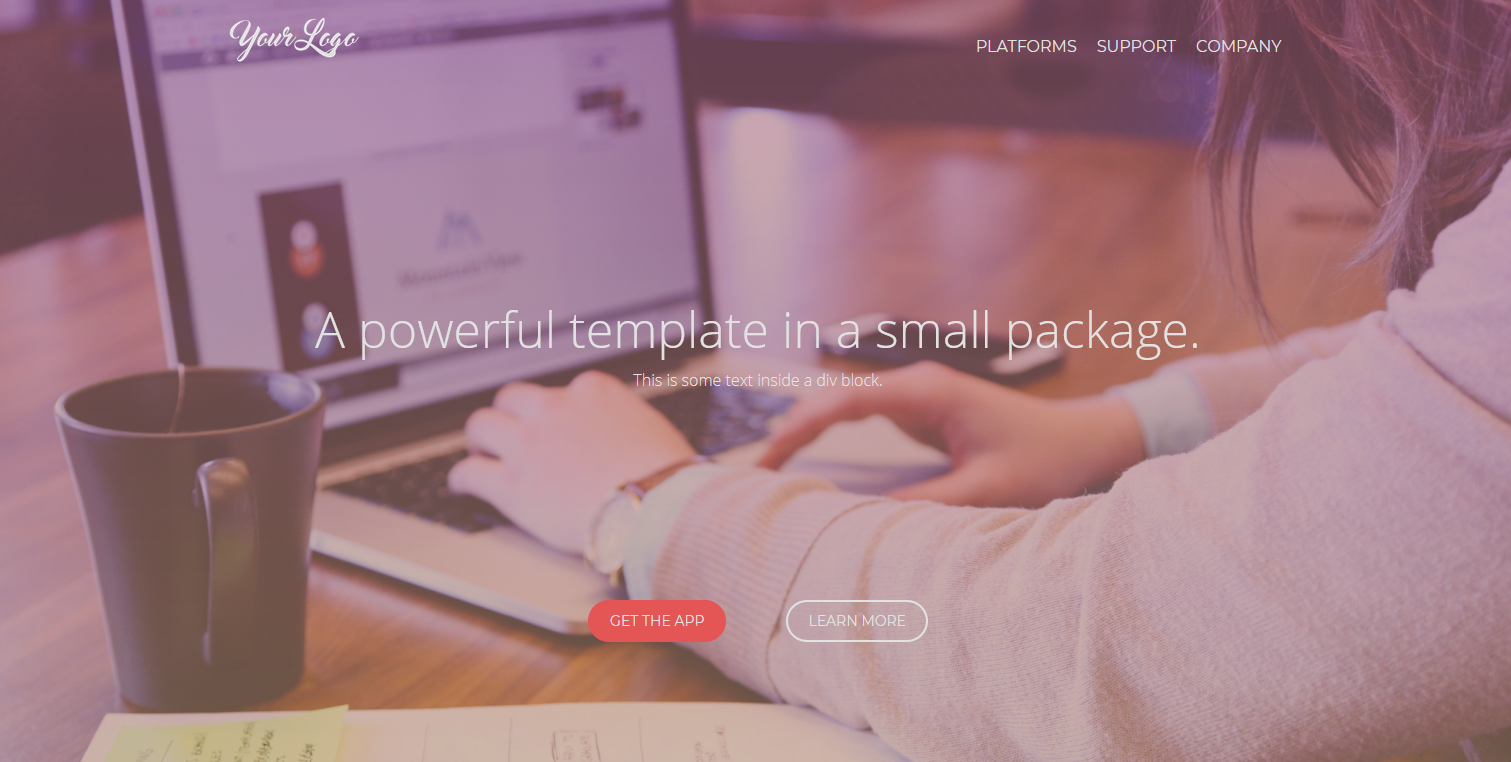 YourLogo
PLATFORMS SUPPORT COMPANY
A powerful template in a small package.
This is some text inside a div block.
GET THE APP
LEARN MORE